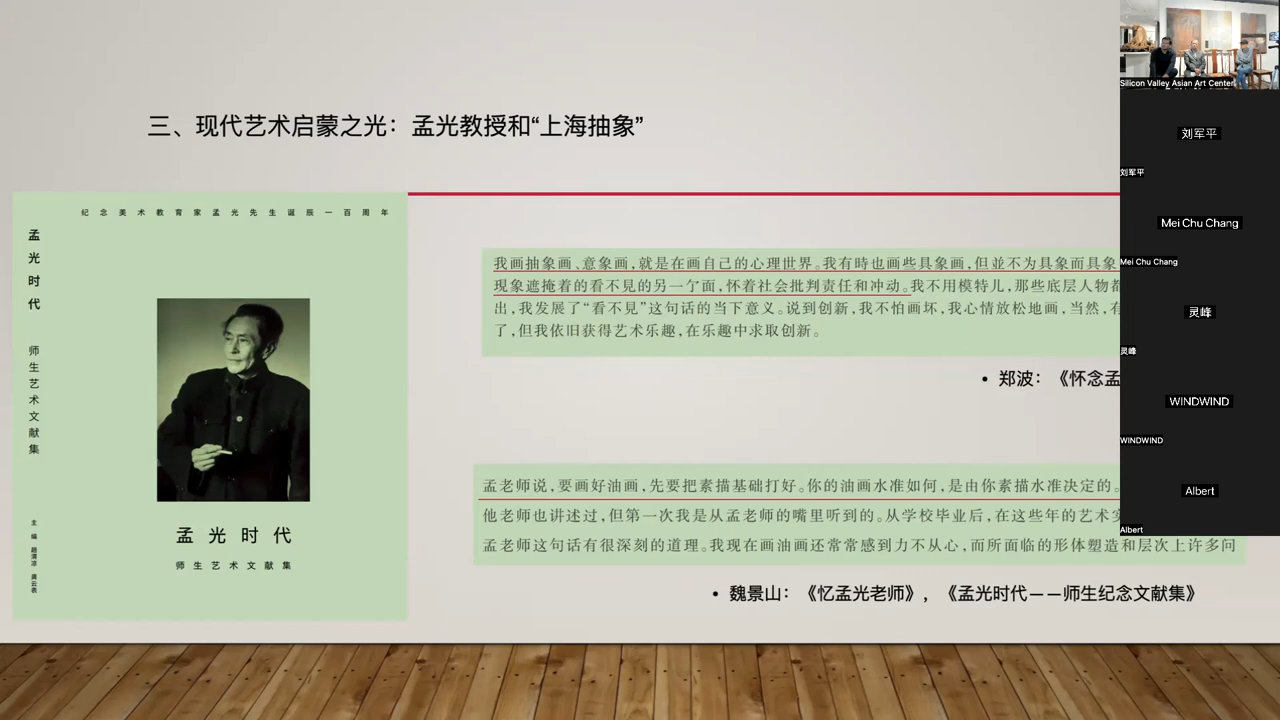 三、现代艺术启蒙之光：孟光教授和“上海抽象”
纪念美术教育家孟光先生诞辰一百周年
孟光时代
师生艺术文献集
主编 趙渭凉 龚云表
孟光时代
师生艺术文献集
我画抽象画、意象画,就是在画自己的心理世界。我有時也画些具象画,但並不为具象而具象
现象遮掩着的看不見的另一个面,怀着社会批判责任和冲动。我不用模特儿,那些底层人物都
出,我发展了“看不見”这句话的当下意义。说到创新,我不怕画坏,我心情放松地画,当然,有
了,但我依旧获得艺术乐趣,在乐趣中求取创新。
• 郑波：《怀念孟
孟老师说,要画好油画,先要把素描基础打好。你的油画水准如何,是由你素描水准决定的。
他老师也讲述过,但第一次我是从孟老师的嘴里听到的。从学校毕业后,在这些年的艺术实
孟老师这句话有很深刻的道理。我现在画油画还常常感到力不从心,而所面临的形体塑造和层次上许多问
• 魏景山：《忆孟光老师》，《孟光时代——师生纪念文献集》
Silicon Valley Asian Art Center
刘军平
刘军平
Mei Chu Chang
Mei Chu Chang
灵峰
灵峰
WINDWIND
WINDWIND
Albert
Albert